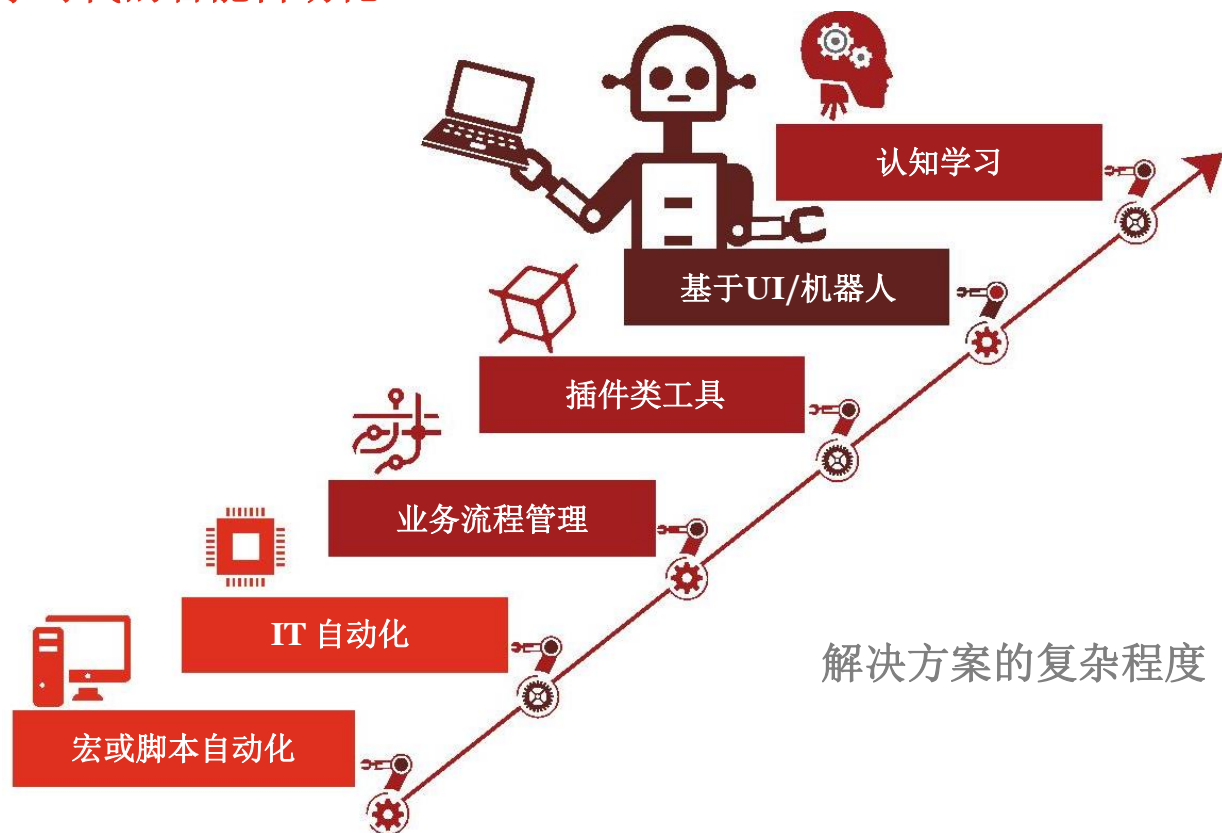 认知学习
基于UI/机器人
插件类工具
业务流程管理
IT 自动化
解决方案的复杂程度
宏或脚本自动化